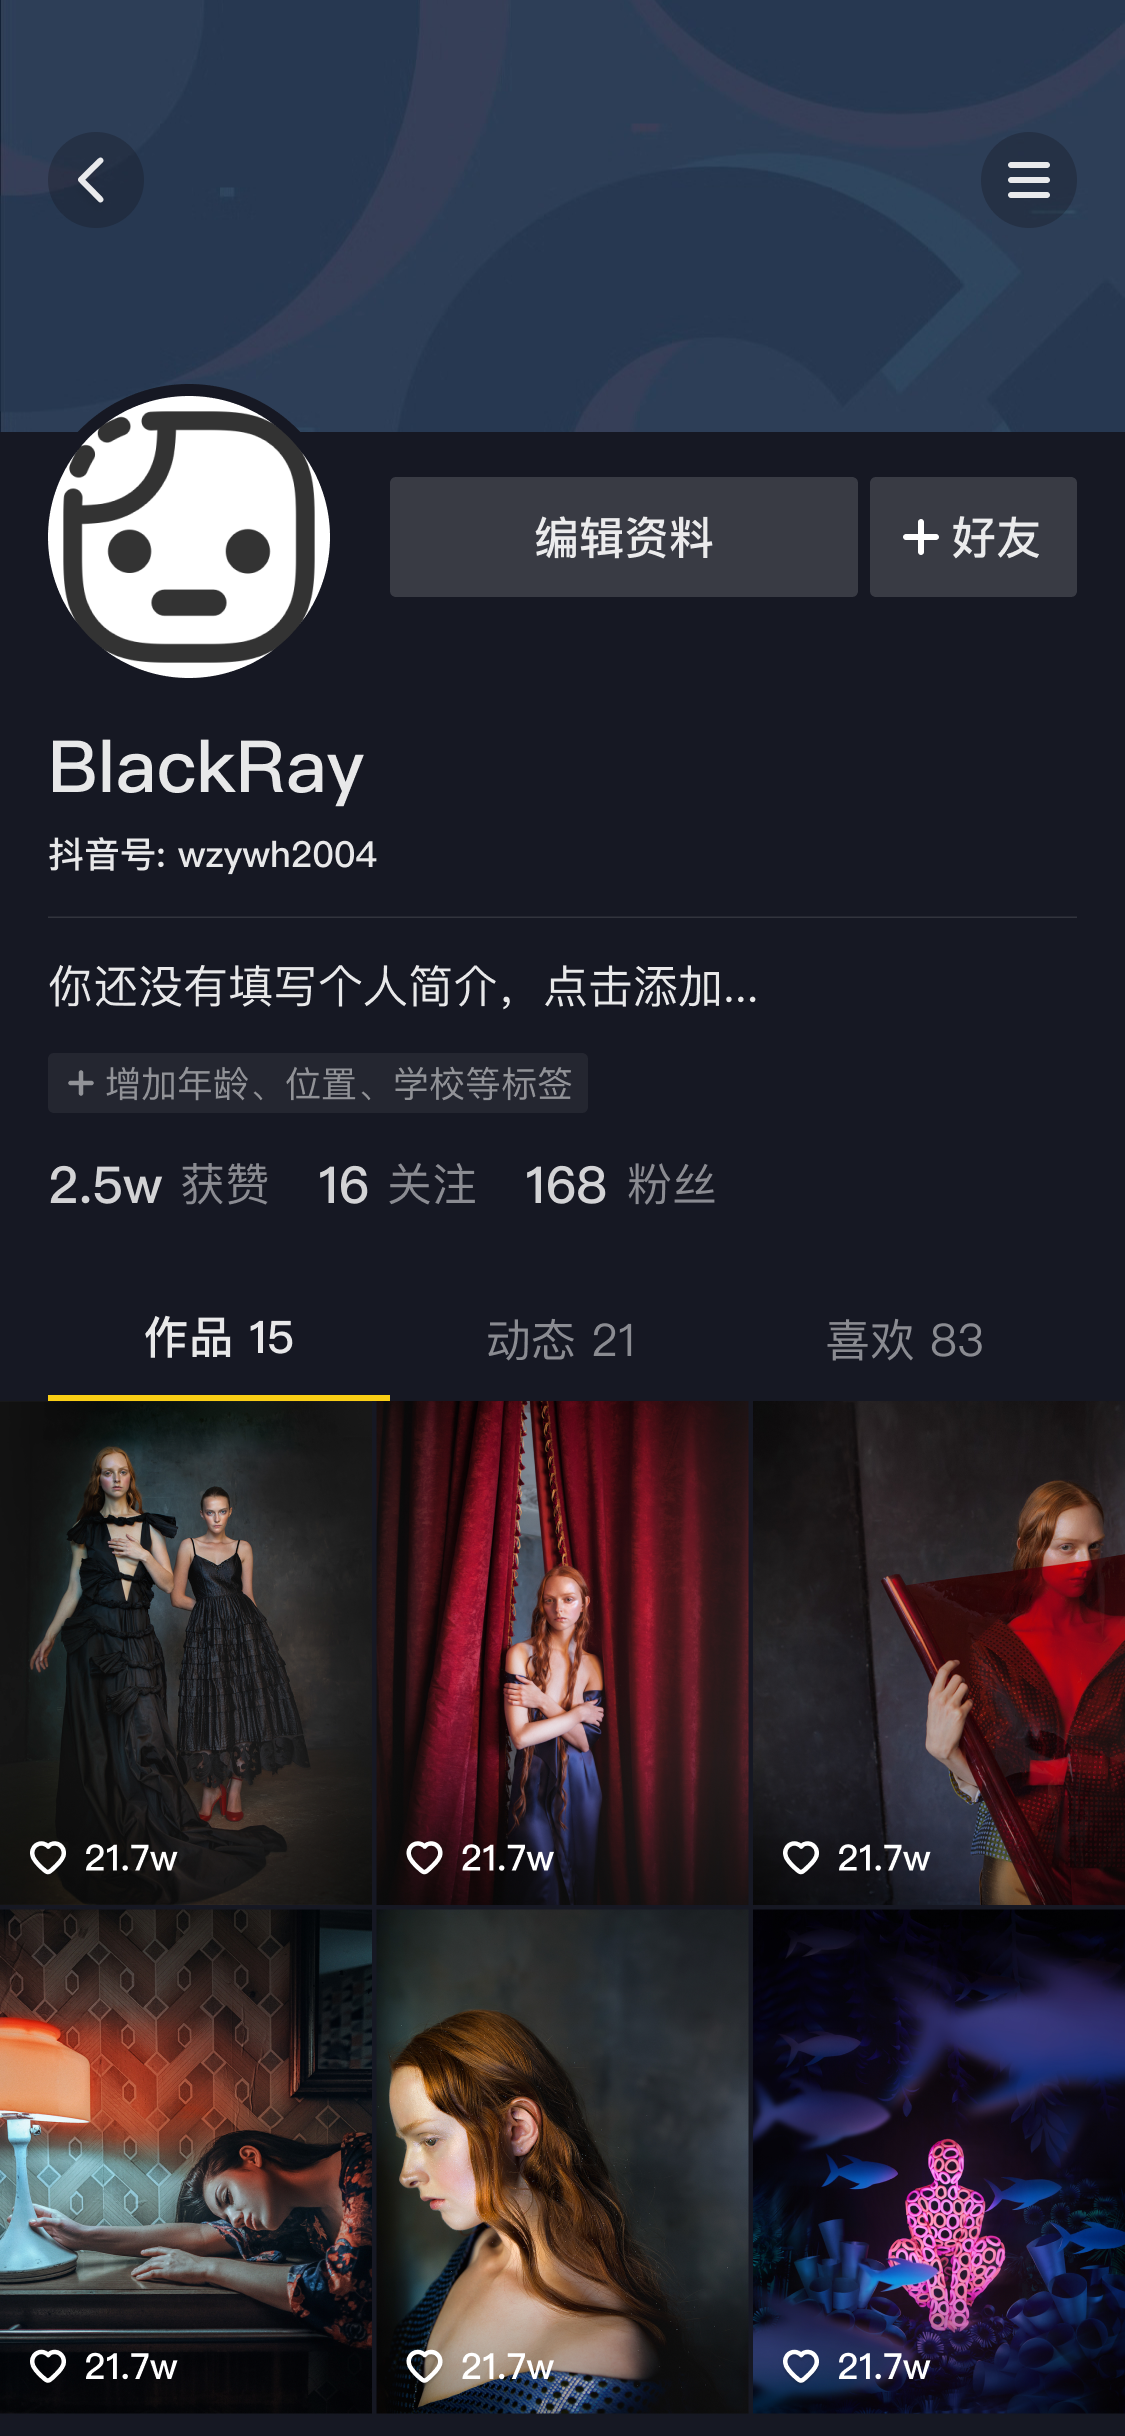 编辑资料
好友
BlackRay
抖音号: wzywh2004
你还没有填写个人简介，点击添加...
增加年龄、位置、学校等标签
2.5w 获赞 16 关注 168 粉丝
作品 15 动态 21 喜欢 83
21.7w 21.7w 21.7w
21.7w 21.7w 21.7w